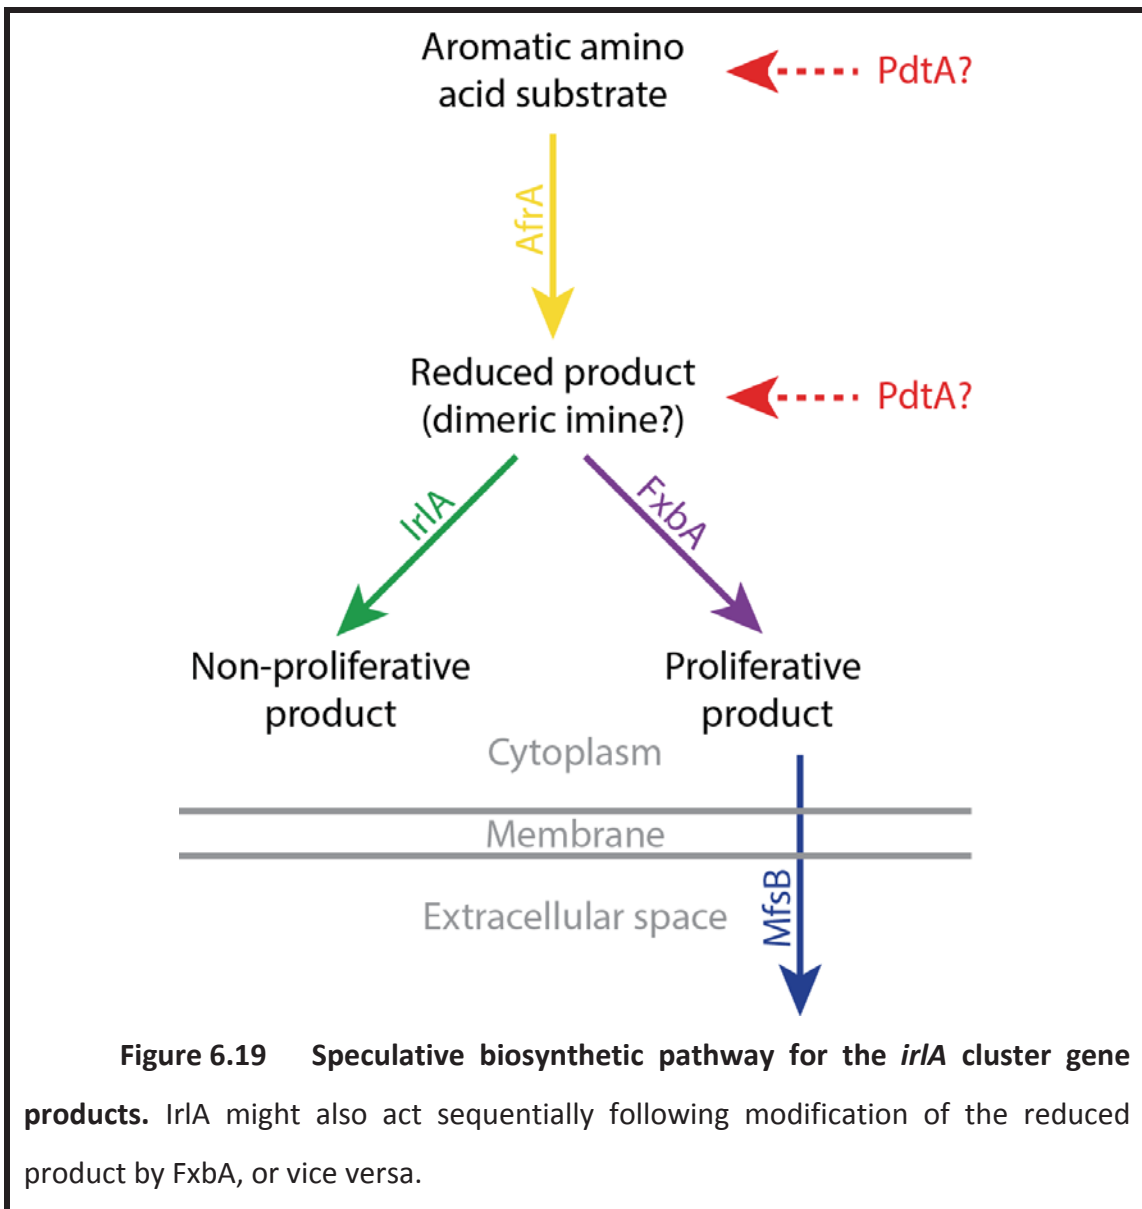 Aromatic amino
acid substrate
PdtA?
AfrA
Reduced product
(dimeric imine?)
PdtA?
IrlA
FxbA
Non-proliferative
product
Proliferative
product
Cytoplasm
Membrane
MfsB
Extracellular space
Figure 6.19 Speculative biosynthetic pathway for the irlA cluster gene
products. IrlA might also act sequentially following modification of the reduced
product by FxbA, or vice versa.